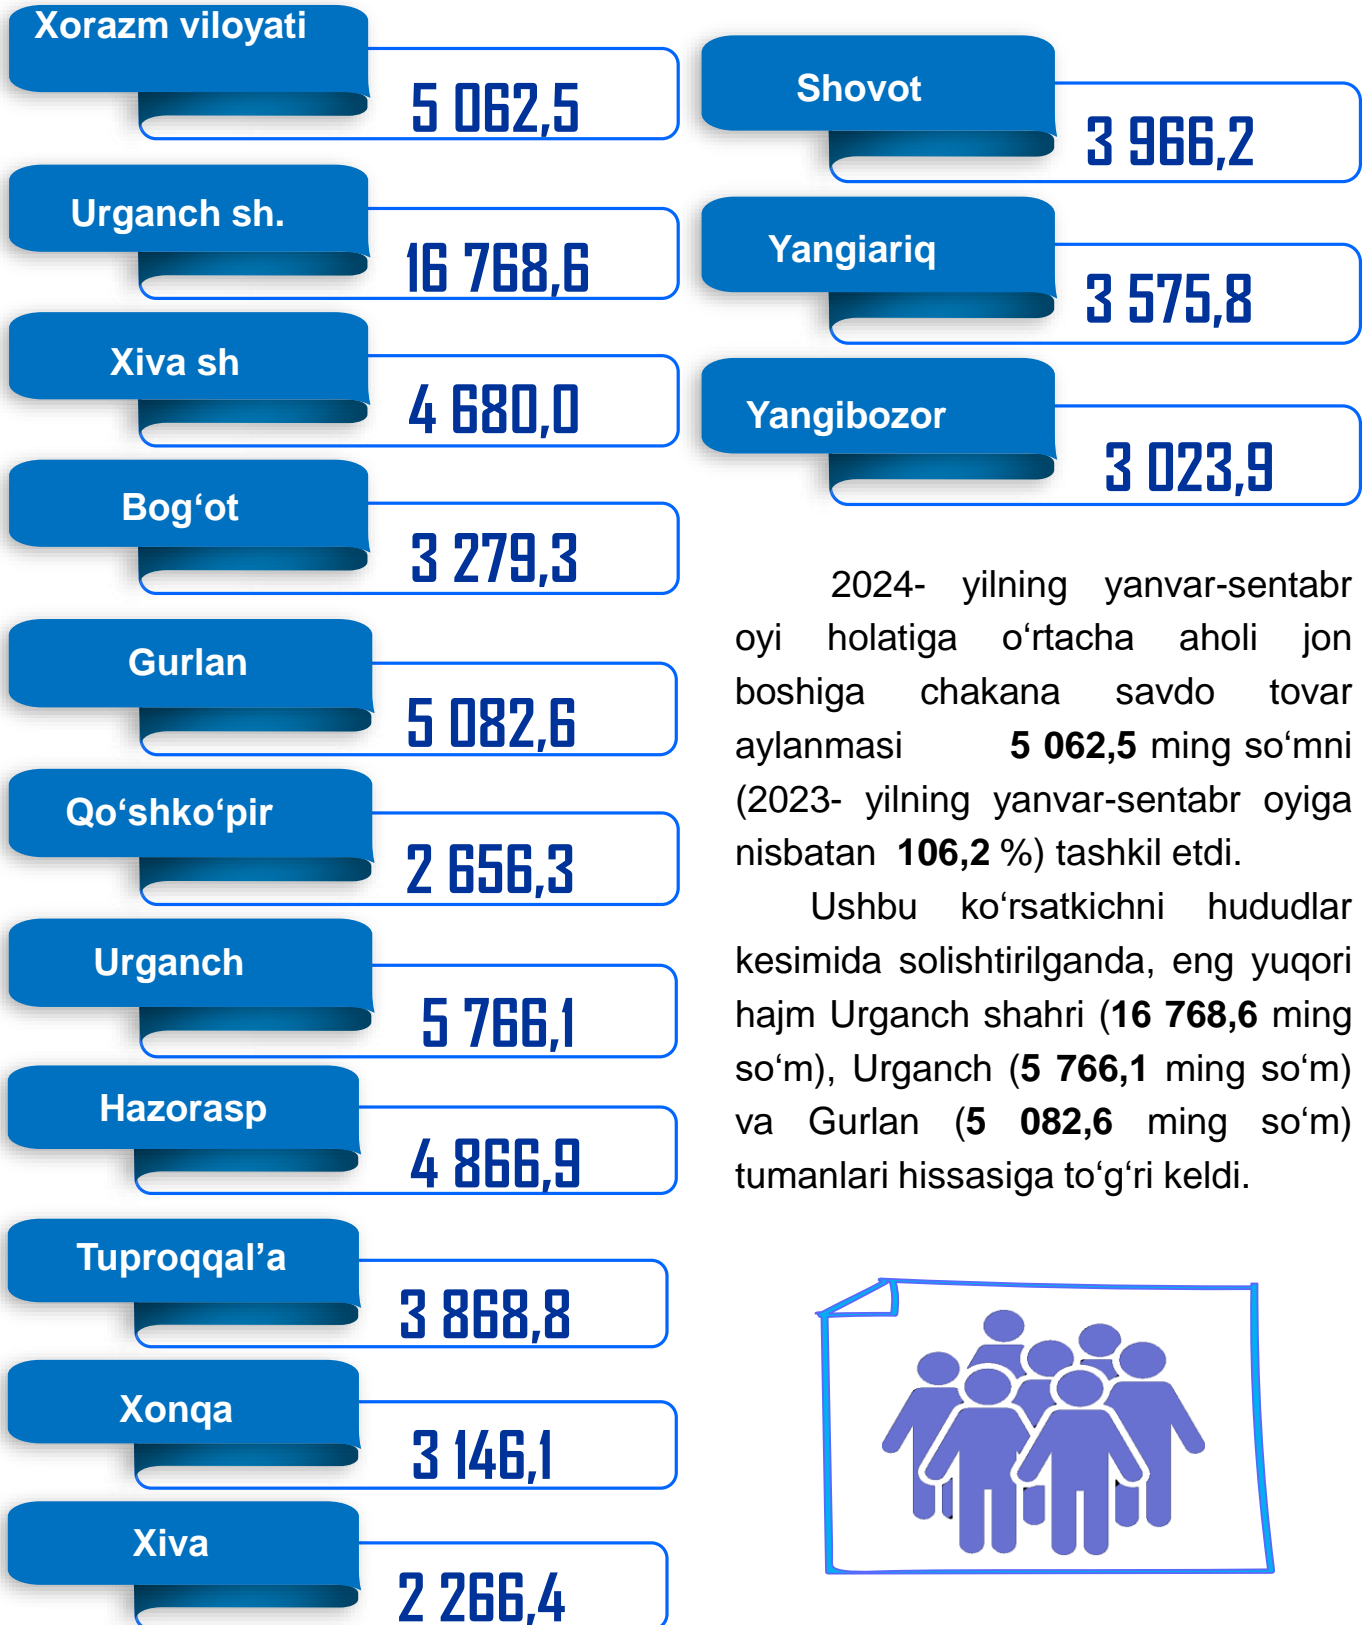 Xorazm viloyati
5 062,5
Urganch sh.
16 768,6
Xiva sh
4 680,0
Bog‘ot
3 279,3
Gurlan
5 082,6
Qo‘shko‘pir
2 656,3
Urganch
5 766,1
Hazorasp
4 866,9
Tuproqqal’a
3 868,8
Xonqa
3 146,1
Xiva
2 266,4
Shovot
3 966,2
Yangiariq
3 575,8
Yangibozor
3 023,9
2024- yilning yanvar-sentabr
oyi holatiga o‘rtacha aholi jon
boshiga chakana savdo tovar
aylanmasi 5 062,5 ming so‘mni
(2023- yilning yanvar-sentabr oyiga
nisbatan 106,2 %) tashkil etdi.
Ushbu ko‘rsatkichni hududlar
kesimida solishtirilganda, eng yuqori
hajm Urganch shahri (16 768,6 ming
so‘m), Urganch (5 766,1 ming so‘m)
va Gurlan (5 082,6 ming so‘m)
tumanlari hissasiga to‘g‘ri keldi.